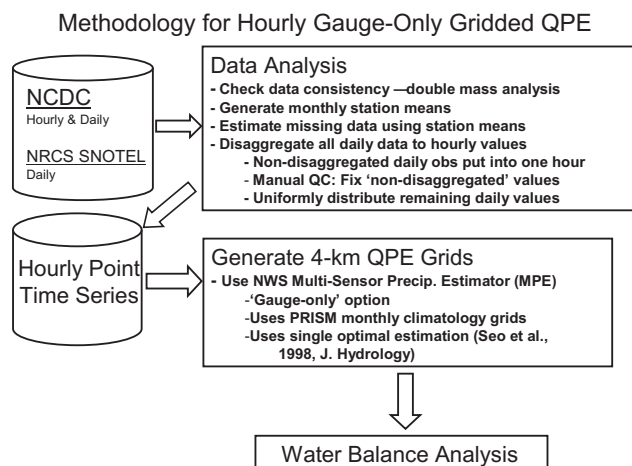 Methodology for Hourly Gauge-Only Gridded QPE
NCDC
Hourly & Daily
NRCS SNOTEL
Daily
Data Analysis
- Check data consistency —double mass analysis
- Generate monthly station means
- Estimate missing data using station means
- Disaggregate all daily data to hourly values
- Non-disaggregated daily obs put into one hour
- Manual QC: Fix ‘non-disaggregated’ values
- Uniformly distribute remaining daily values
Hourly Point
Time Series
Generate 4-km QPE Grids
- Use NWS Multi-Sensor Precip. Estimator (MPE)
-‘Gauge-only’ option
-Uses PRISM monthly climatology grids
-Uses single optimal estimation (Seo et al.,
1998, J. Hydrology)
Water Balance Analysis